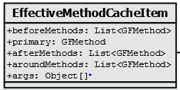 EffectiveMethodCacheItem
+beforeMethods: List<GFMethod>
+primary: GFMethod
+afterMethods: List<GFMethod>
+aroundMethods: List<GFMethod>
+args: Object[]